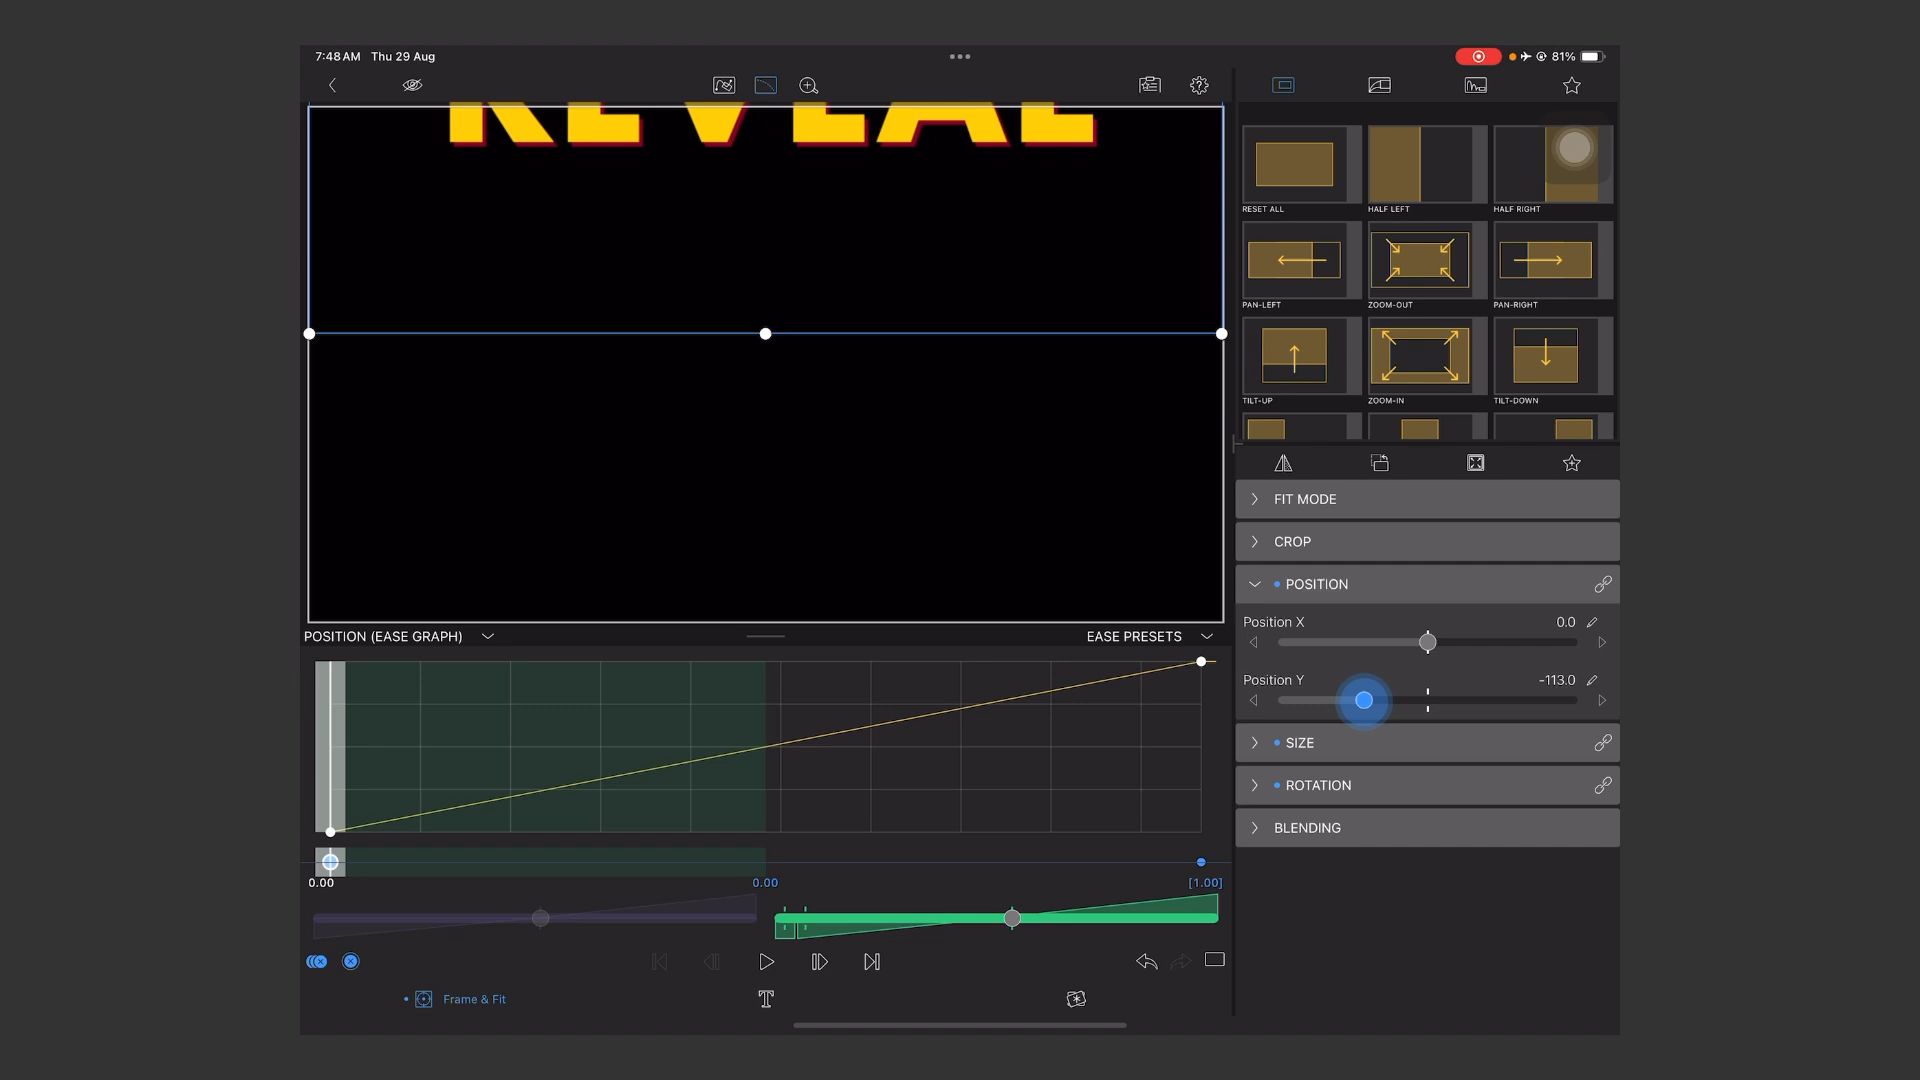 7:48 AM Thu 29 Aug
81%
REVEAL
RESET ALL
HALF LEFT
HALF RIGHT
PAN-LEFT
ZOOM-OUT
PAN-RIGHT
TILT-UP
ZOOM-IN
TILT-DOWN
FIT MODE
CROP
POSITION
Position X
0.0
Position Y
-113.0
SIZE
ROTATION
BLENDING
POSITION (EASE GRAPH)
EASE PRESETS
0.00
0.00
[1.00]
Frame & Fit